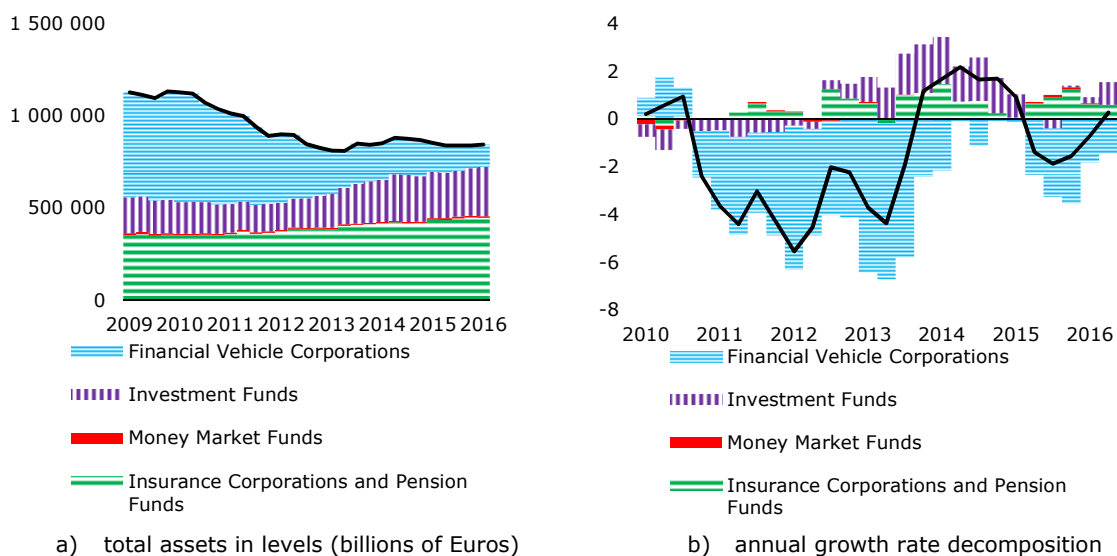 1 500 000
1 000 000
500 000
0
2009 2010 2011 2012 2013 2014 2015 2016
Financial Vehicle Corporations
Investment Funds
Money Market Funds
Insurance Corporations and Pension
Funds
a) total assets in levels (billions of Euros)
4
2
0
-2
-4
-6
-8
2010 2011 2012 2013 2014 2015 2016
Financial Vehicle Corporations
Investment Funds
Money Market Funds
Insurance Corporations and Pension
Funds
b) annual growth rate decomposition